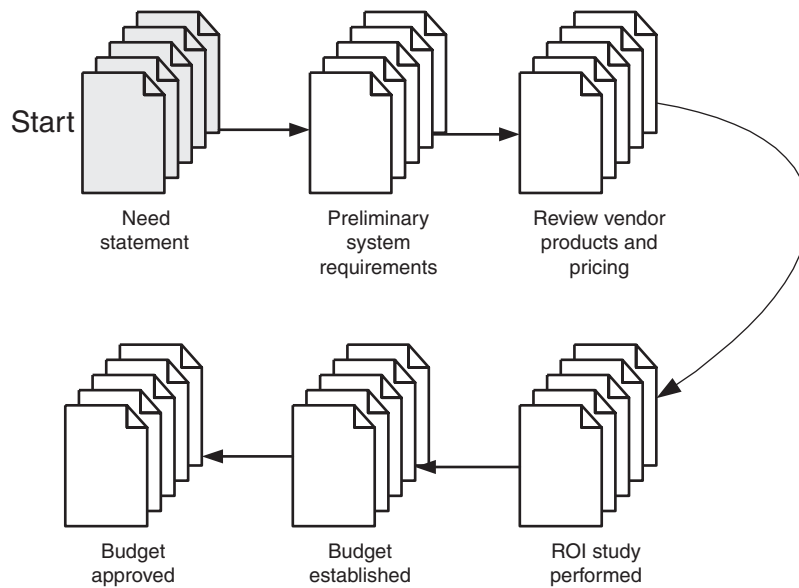 Start
Need
statement
Preliminary
system
requirements
Review vendor
products and
pricing
ROI study
performed
Budget
established
Budget
approved